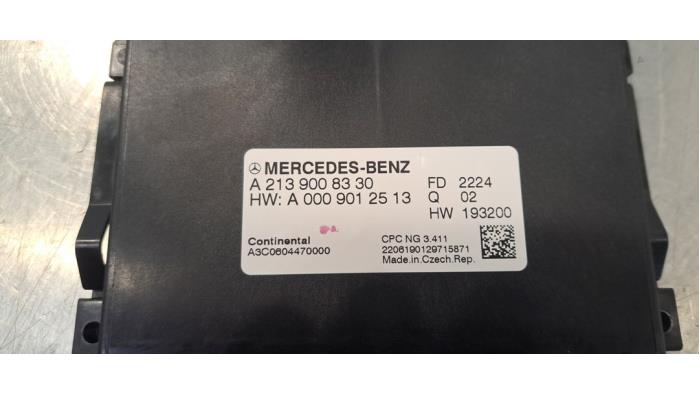 MERCEDES-BENZ
A 213 900 83 30 FD 2224
HW: A 000 901 25 13 Q 02
HW 193200
Continental CPC NG 3.411
A3C0604470000 2206190129715871
Made.in.Czech.Rep.